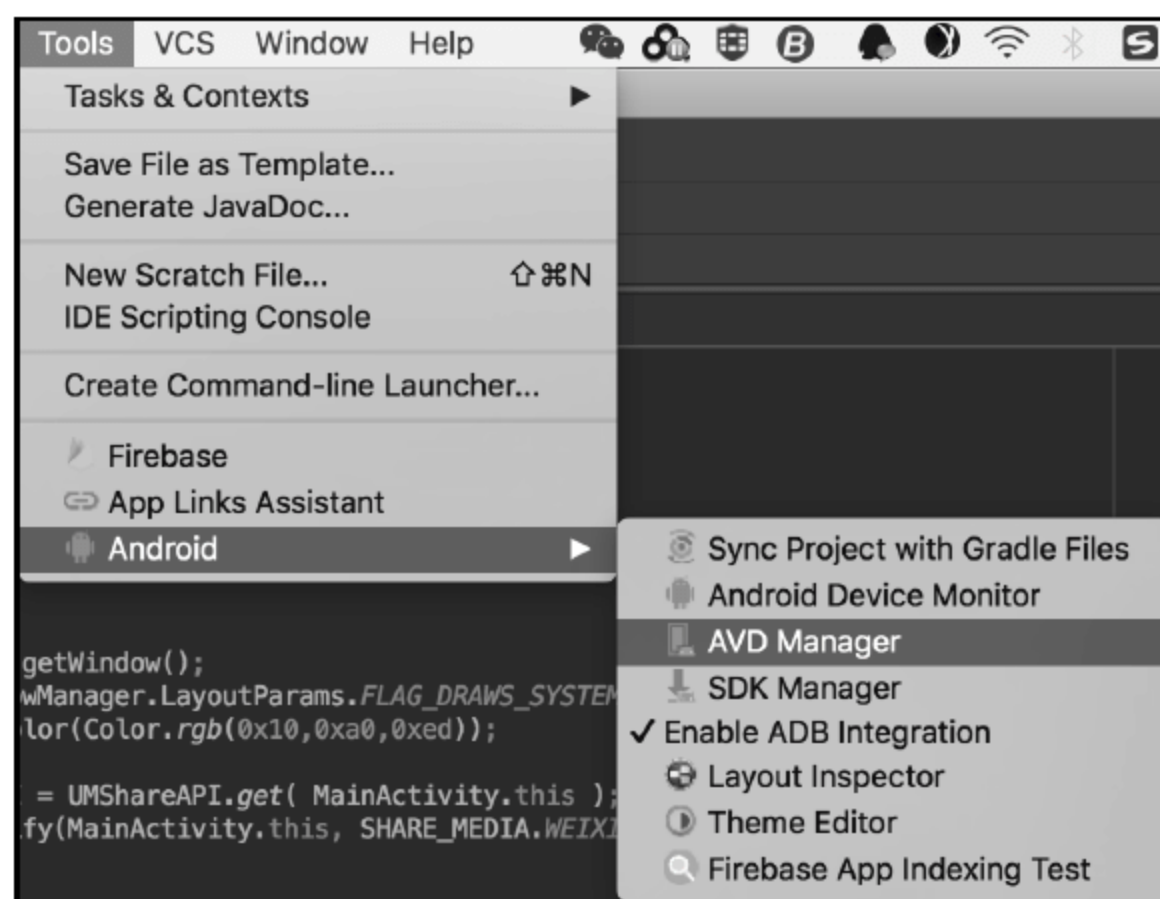 Tools VCS Window Help
Tasks & Contexts
Save File as Template...
Generate JavaDoc...
New Scratch File... ⇧⌘N
IDE Scripting Console
Create Command-line Launcher...
Firebase
App Links Assistant
Android
Sync Project with Gradle Files
Android Device Monitor
AVD Manager
SDK Manager
✓ Enable ADB Integration
Layout Inspector
Theme Editor
Firebase App Indexing Test
getWindow();
wManager.LayoutParams.FLAG_DRAWS_SYSTEM
lor(Color.rgb(0x10,0xa0,0xed));
= UMShareAPI.get( MainActivity.this );
fy(MainActivity.this, SHARE_MEDIA.WEIXI